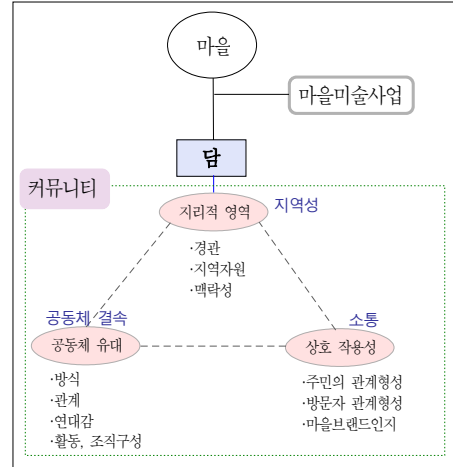 마을
마을미술사업
담
커뮤니티
지리적 영역
지역성
·경관
·지역자원
·맥락성
공동체 결속
공동체 유대
·방식
·관계
·연대감
·활동, 조직구성
소통
상호 작용성
·주민의 관계형성
·방문자 관계형성
·마을브랜드인지